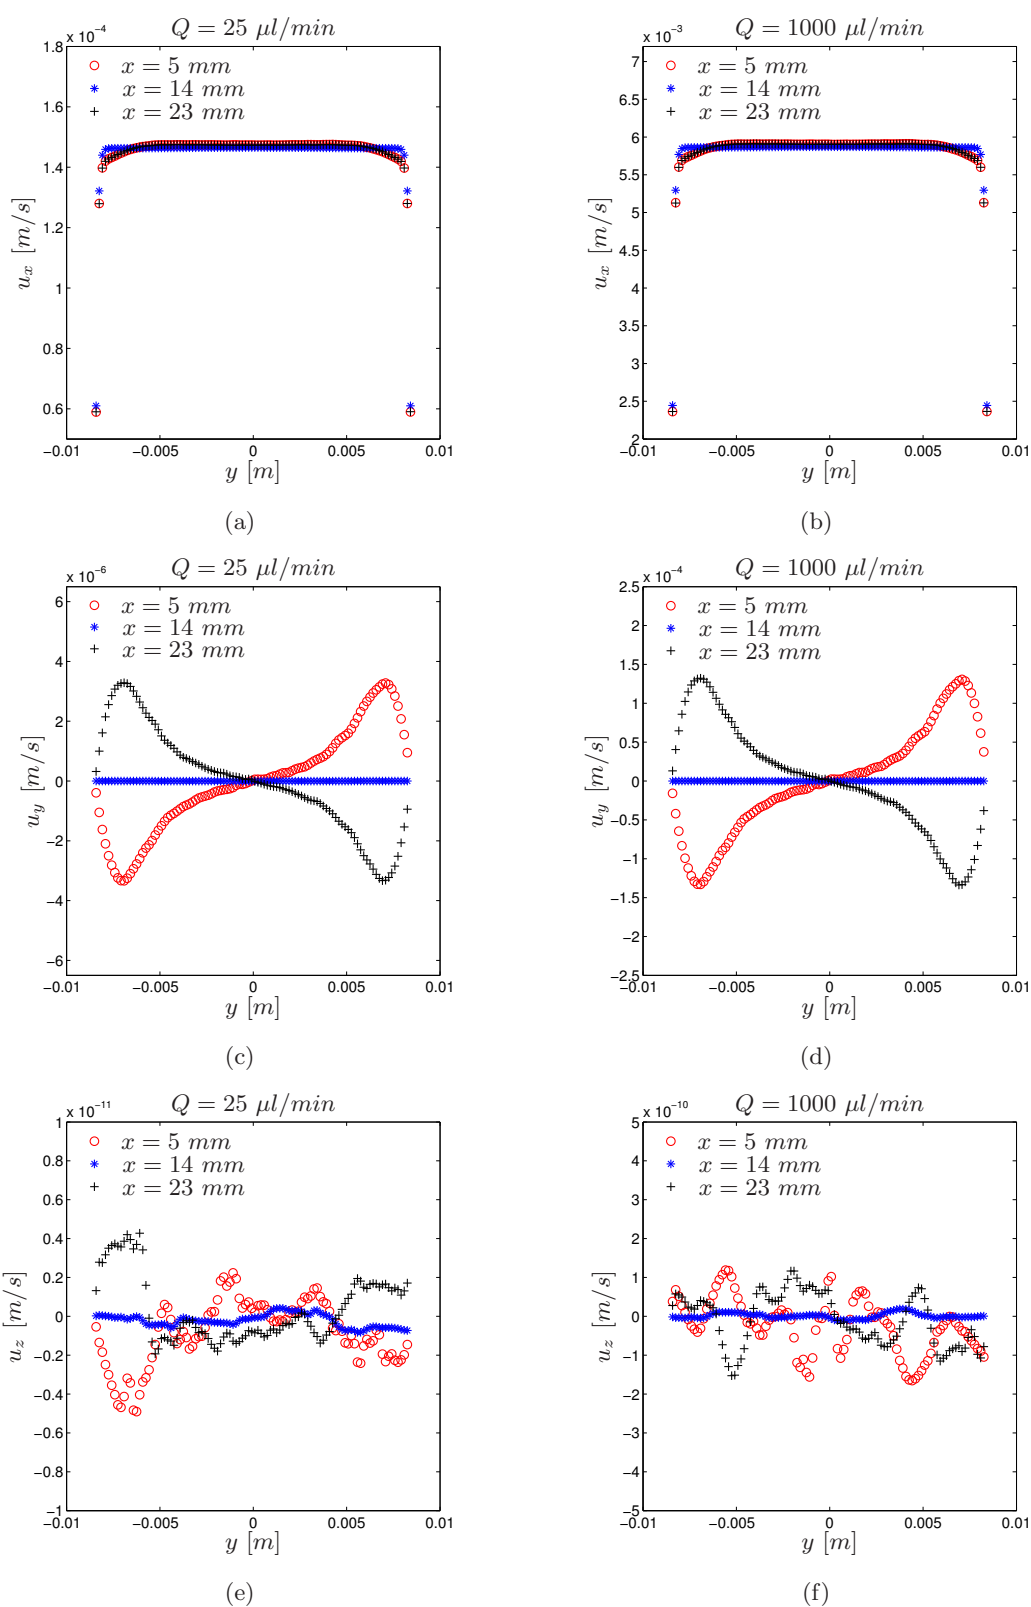 Q = 25 μl/min
x 10⁻⁴
x = 5 mm
x = 14 mm
x = 23 mm
1.8
1.6
1.4
1.2
1
0.8
0.6
−0.01 −0.005 0 0.005 0.01
u_x [m/s]
y [m]
(a)
Q = 1000 μl/min
x 10⁻³
x = 5 mm
x = 14 mm
x = 23 mm
7
6.5
6
5.5
5
4.5
4
3.5
3
2.5
2
−0.01 −0.005 0 0.005 0.01
u_x [m/s]
y [m]
(b)
Q = 25 μl/min
x 10⁻⁶
x = 5 mm
x = 14 mm
x = 23 mm
6
4
2
0
−2
−4
−6
−0.01 −0.005 0 0.005 0.01
u_y [m/s]
y [m]
(c)
Q = 1000 μl/min
x 10⁻⁴
x = 5 mm
x = 14 mm
x = 23 mm
2.5
2
1.5
1
0.5
0
−0.5
−1
−1.5
−2
−2.5
−0.01 −0.005 0 0.005 0.01
u_y [m/s]
y [m]
(d)
Q = 25 μl/min
x 10⁻¹¹
x = 5 mm
x = 14 mm
x = 23 mm
1
0.8
0.6
0.4
0.2
0
−0.2
−0.4
−0.6
−0.8
−1
−0.01 −0.005 0 0.005 0.01
u_z [m/s]
y [m]
(e)
Q = 1000 μl/min
x 10⁻¹⁰
x = 5 mm
x = 14 mm
x = 23 mm
5
4
3
2
1
0
−1
−2
−3
−4
−5
−0.01 −0.005 0 0.005 0.01
u_z [m/s]
y [m]
(f)